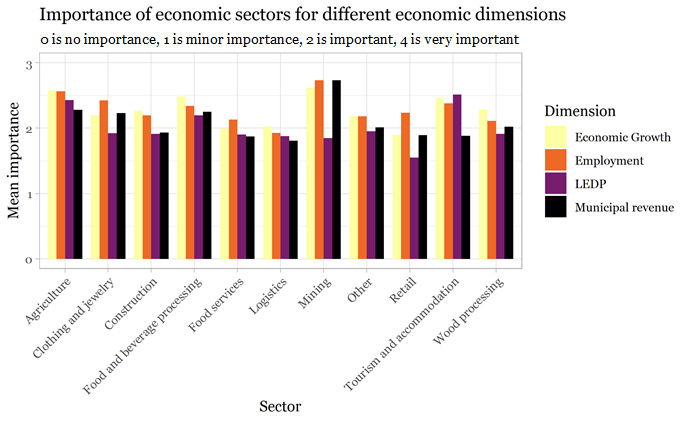 Importance of economic sectors for different economic dimensions
0 is no importance, 1 is minor importance, 2 is important, 4 is very important
3
2
1
0
Mean importance
Agriculture
Clothing and jewelry
Construction
Food and beverage processing
Food services
Logistics
Mining
Other
Retail
Tourism and accommodation
Wood processing
Sector
Dimension
Economic Growth
Employment
LEDP
Municipal revenue